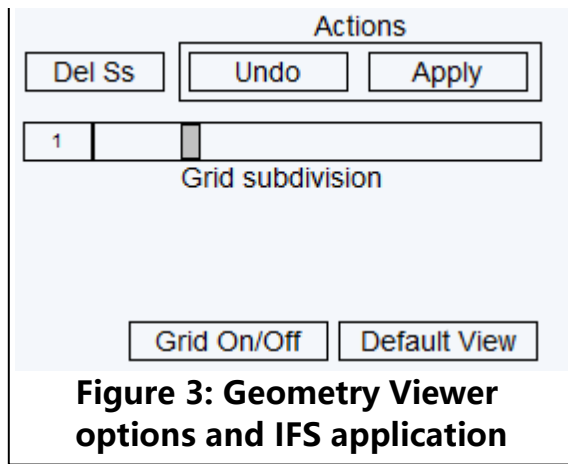 Actions
Del Ss Undo Apply
1
Grid subdivision
Grid On/Off Default View
Figure 3: Geometry Viewer
options and IFS application